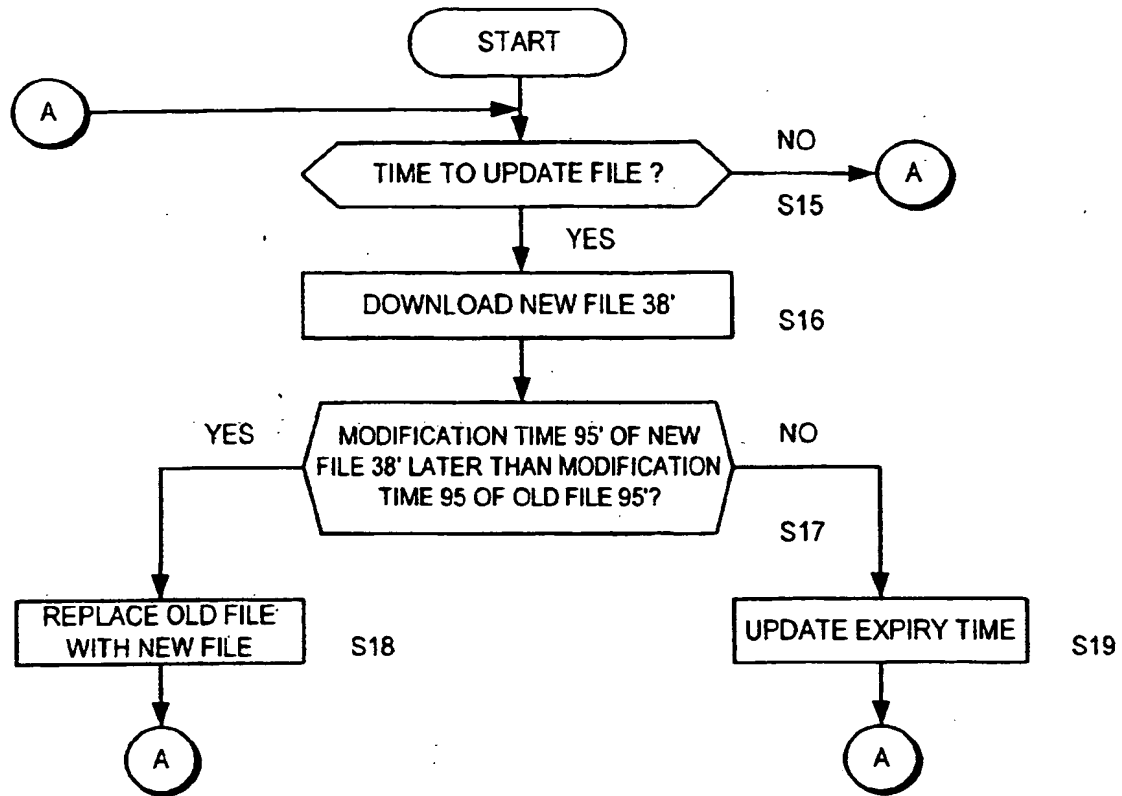 START
A
TIME TO UPDATE FILE ?
NO
A
S15
YES
DOWNLOAD NEW FILE 38'
S16
YES
MODIFICATION TIME 95' OF NEW
FILE 38' LATER THAN MODIFICATION
TIME 95 OF OLD FILE 95'?
NO
S17
REPLACE OLD FILE
WITH NEW FILE
S18
UPDATE EXPIRY TIME
S19
A
A